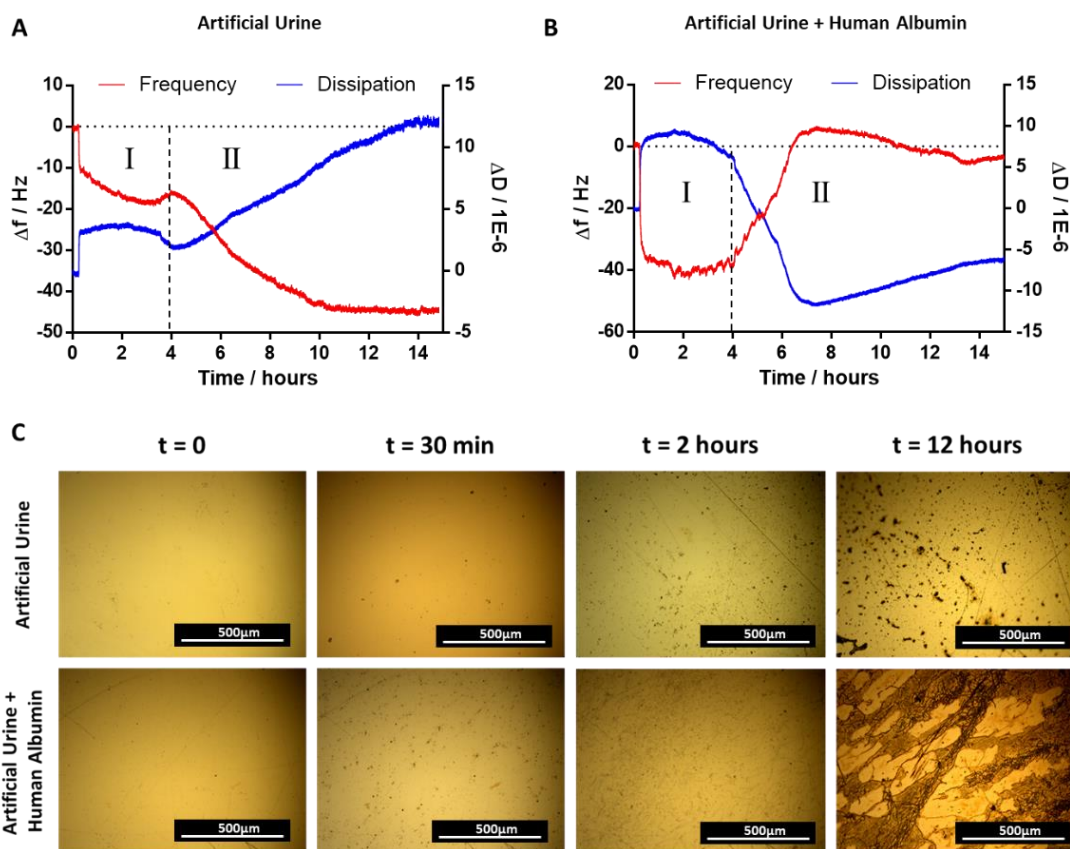 A
Artificial Urine
Frequency
Dissipation
Δf / Hz
10
0
-10
-20
-30
-40
-50
I
II
15
10
5
0
-5
ΔD / 1E-6
0 2 4 6 8 10 12 14
Time / hours
B
Artificial Urine + Human Albumin
Frequency
Dissipation
Δf / Hz
20
0
-20
-40
-60
I
II
15
10
5
0
-5
-10
-15
ΔD / 1E-6
0 2 4 6 8 10 12 14
Time / hours
C
t = 0
t = 30 min
t = 2 hours
t = 12 hours
Artificial Urine
500μm
500μm
500μm
500μm
Artificial Urine +
Human Albumin
500μm
500μm
500μm
500μm